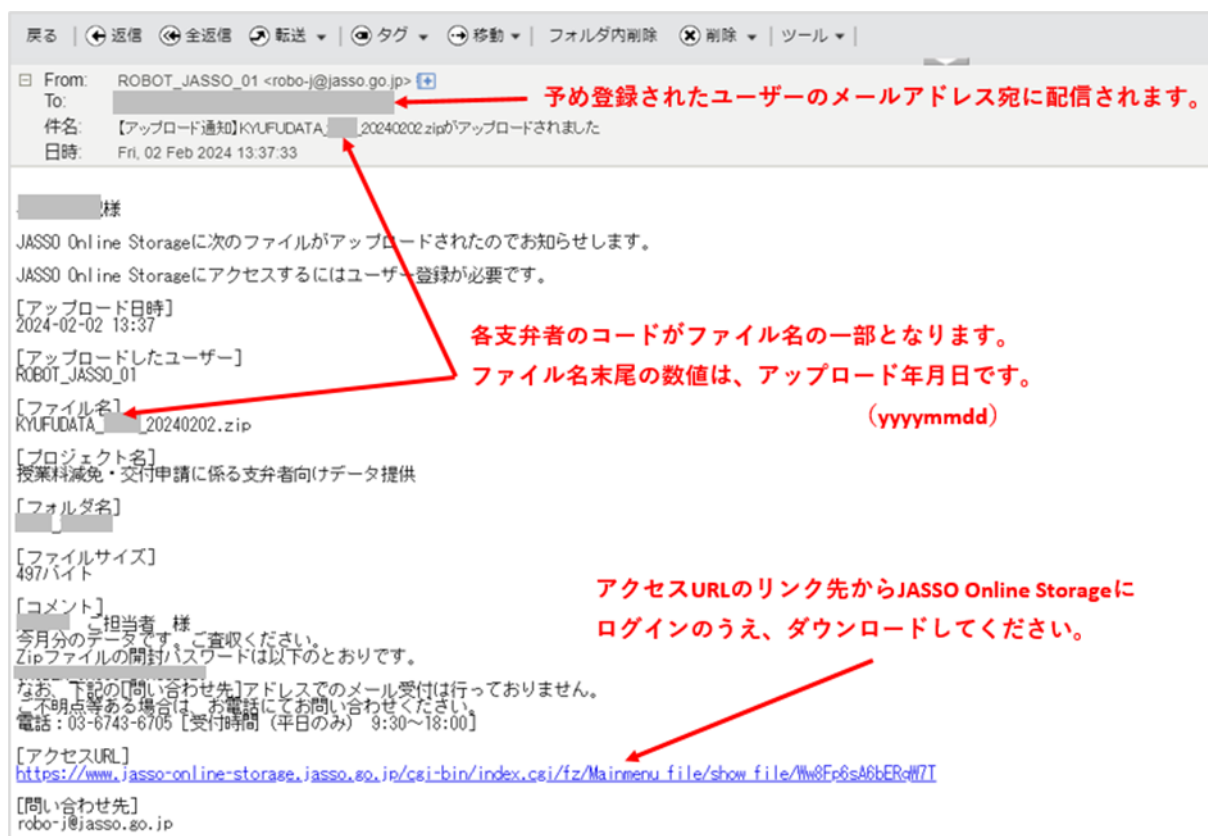 戻る 返信 全返信 転送 タグ 移動 フォルダ内削除 削除 ツール
From: ROBOT_JASSO_01 <robo-j@jasso.go.jp>
To:
予め登録されたユーザーのメールアドレス宛に配信されます。
件名: 【アップロード通知】KYUFUDATA_ _20240202.zipがアップロードされました
日時: Fri, 02 Feb 2024 13:37:33
様
JASSO Online Storageに次のファイルがアップロードされたのでお知らせします。
JASSO Online Storageにアクセスするにはユーザー登録が必要です。
[アップロード日時]
2024-02-02 13:37
各支弁者のコードがファイル名の一部となります。
ファイル名末尾の数値は、アップロード年月日です。
（yyyymmdd）
[アップロードしたユーザー]
ROBOT_JASSO_01
[ファイル名]
KYUFUDATA_ _20240202.zip
[プロジェクト名]
授業料減免・交付申請に係る支弁者向けデータ提供
[フォルダ名]
_
[ファイルサイズ]
497バイト
アクセスURLのリンク先からJASSO Online Storageに
ログインのうえ、ダウンロードしてください。
[コメント]
ご担当者 様
今月分のデータです。ご査収ください。
Zipファイルの開封パスワードは以下のとおりです。
なお、下記の[問い合わせ先]アドレスでのメール受付は行っておりません。
ご不明点等ある場合は、お電話にてお問い合わせください。
電話：03-6743-6705 [受付時間（平日のみ） 9:30～18:00]
[アクセスURL]
https://www.jasso-online-storage.jasso.go.jp/cgi-bin/index.cgi/fz/Mainmenu_file/show_file/Ww8Fp6sA6bERqW7T
[問い合わせ先]
robo-j@jasso.go.jp